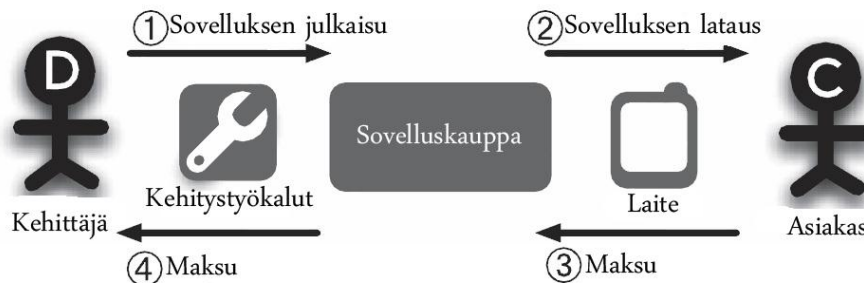 ①Sovelluksen julkaisu
②Sovelluksen lataus
D
C
Sovelluskauppa
Kehitystyökalut
Laite
Kehittäjä
Asiakas
④Maksu
③Maksu